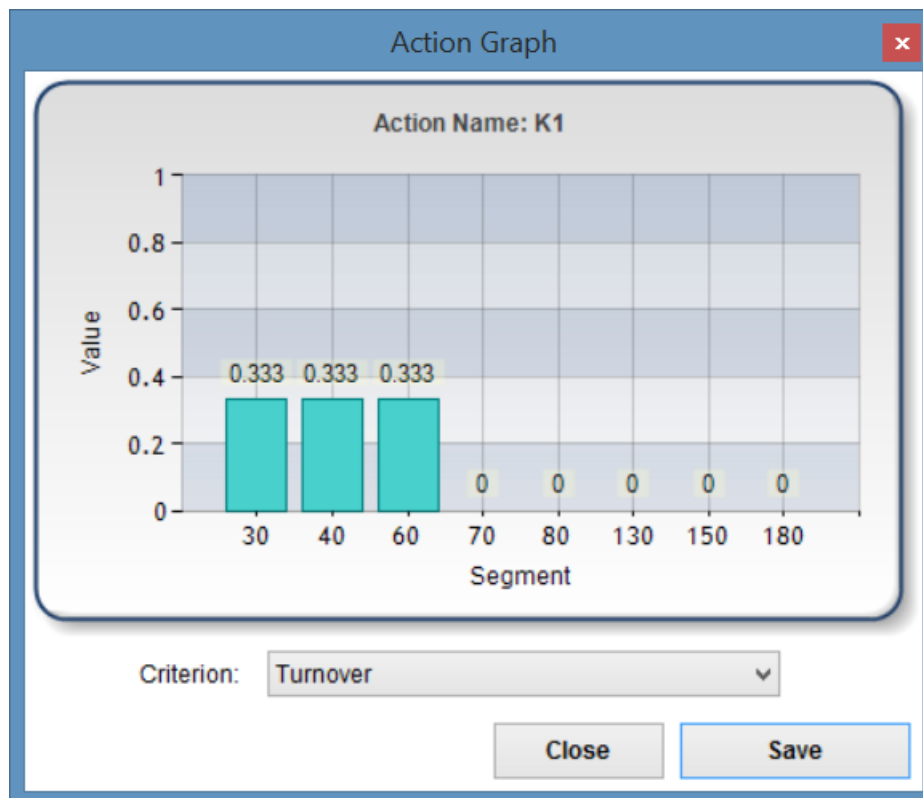 Action Graph
x
Action Name: K1
1
0.8
0.6
0.4
0.2
0
Value
0.333 0.333 0.333 0 0 0 0 0
30 40 60 70 80 130 150 180
Segment
Criterion: Turnover
Close Save